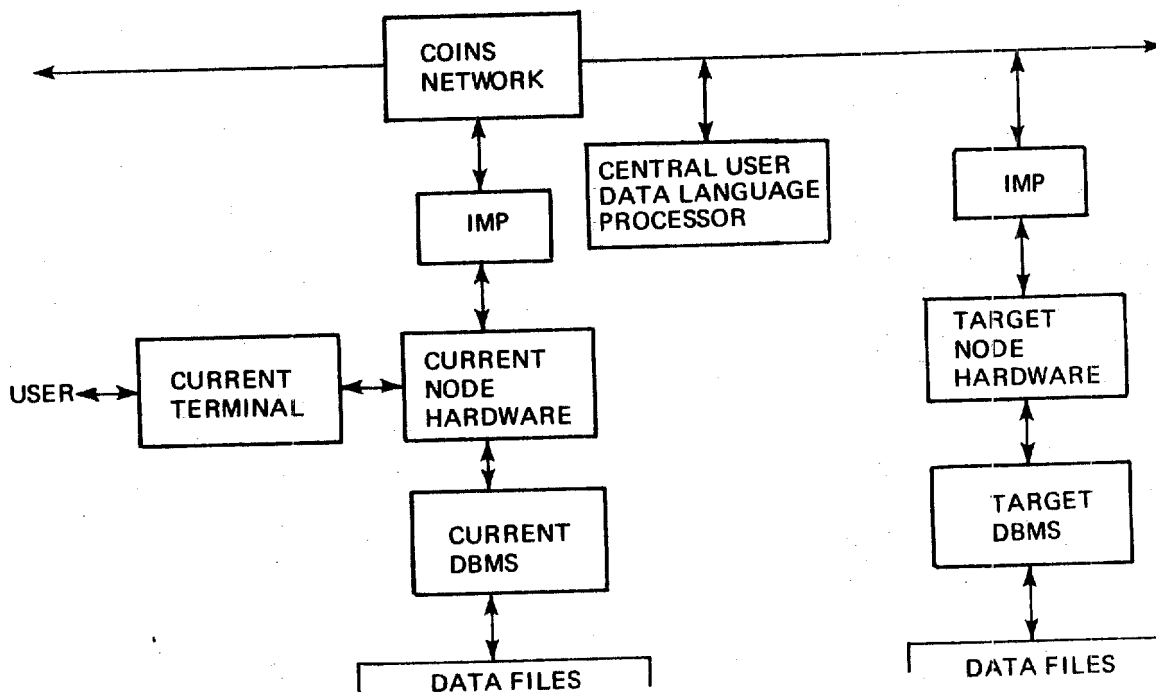 COINS
NETWORK
CENTRAL USER
DATA LANGUAGE
PROCESSOR
IMP
IMP
USER
CURRENT
TERMINAL
CURRENT
NODE
HARDWARE
TARGET
NODE
HARDWARE
CURRENT
DBMS
TARGET
DBMS
DATA FILES
DATA FILES